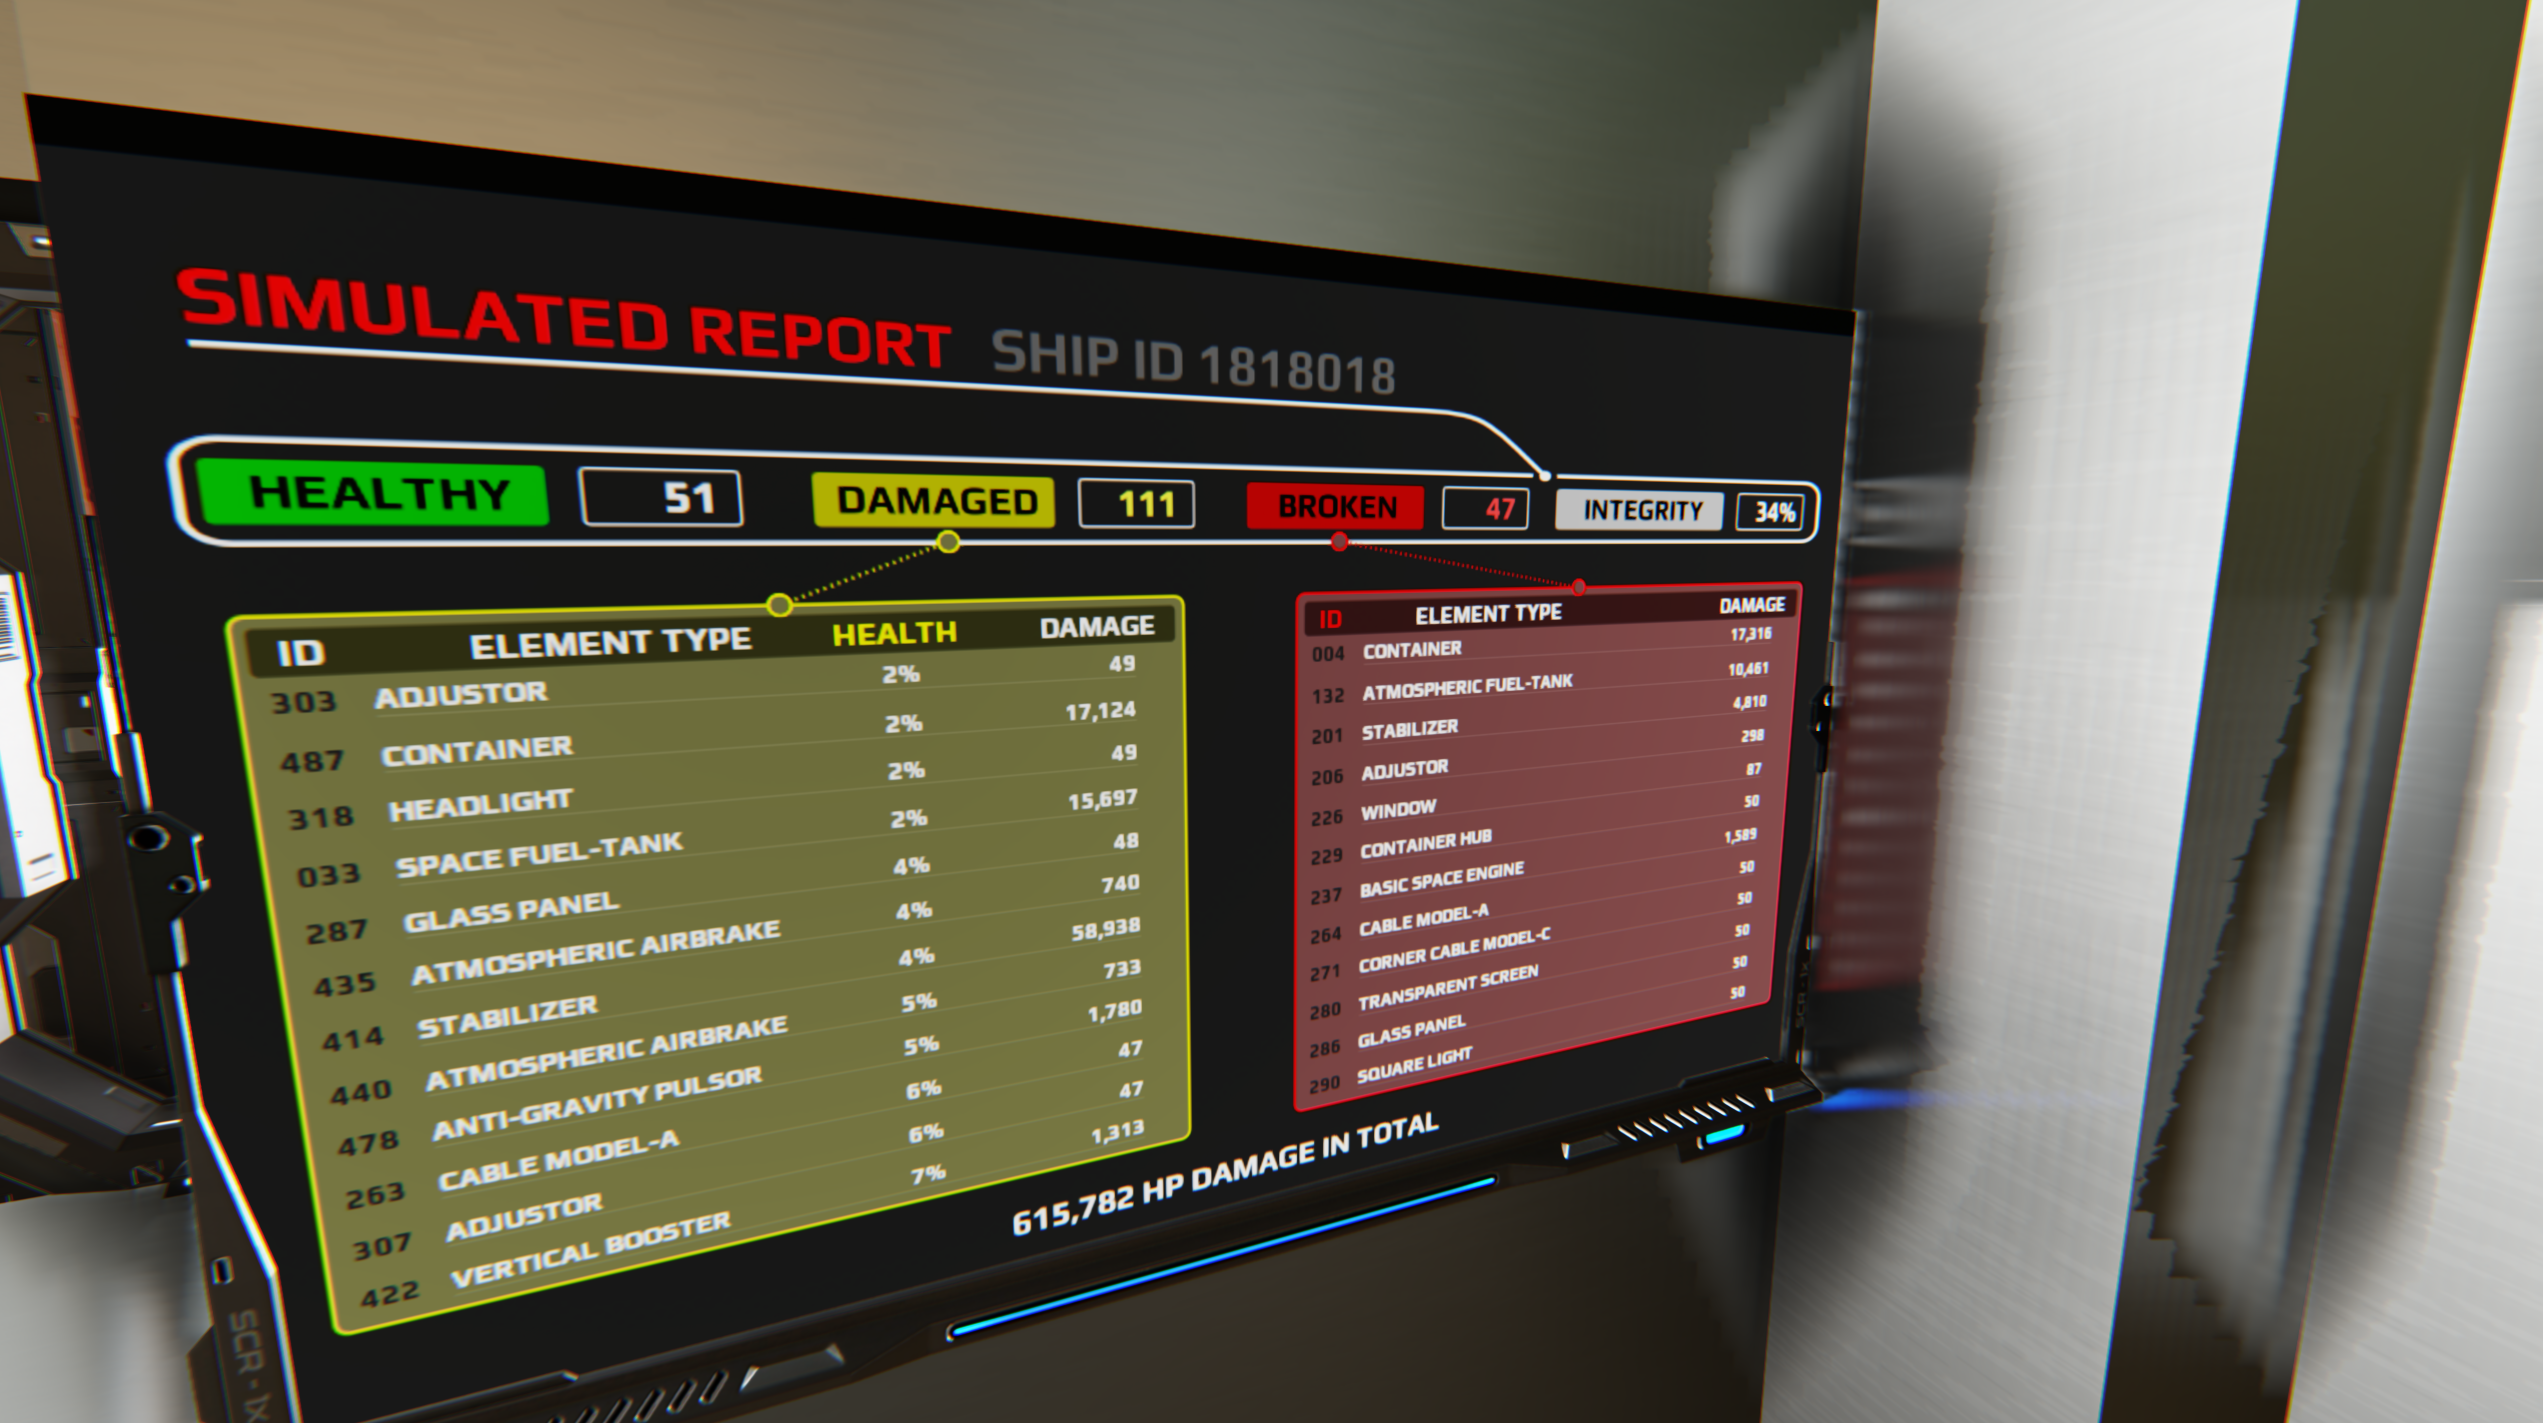 SIMULATED REPORT SHIP ID 1818018
HEALTHY 51 DAMAGED 111 BROKEN 47 INTEGRITY 34%
ID ELEMENT TYPE HEALTH DAMAGE
303 ADJUSTOR 2% 49
487 CONTAINER 2% 17,124
318 HEADLIGHT 2% 49
033 SPACE FUEL-TANK 2% 15,697
287 GLASS PANEL 4% 48
435 ATMOSPHERIC AIRBRAKE 4% 740
414 STABILIZER 4% 58,938
440 ATMOSPHERIC AIRBRAKE 5% 733
478 ANTI-GRAVITY PULSOR 5% 1,780
263 CABLE MODEL-A 6% 47
307 ADJUSTOR 6% 47
422 VERTICAL BOOSTER 7% 1,313
ID ELEMENT TYPE DAMAGE
004 CONTAINER 17,316
132 ATMOSPHERIC FUEL-TANK 10,461
201 STABILIZER 4,810
206 ADJUSTOR 298
226 WINDOW 87
229 CONTAINER HUB 50
237 BASIC SPACE ENGINE 1,589
264 CABLE MODEL-A 50
271 CORNER CABLE MODEL-C 50
280 TRANSPARENT SCREEN 50
286 GLASS PANEL 50
290 SQUARE LIGHT 50
615,782 HP DAMAGE IN TOTAL
SCR-1X
SCR-1X